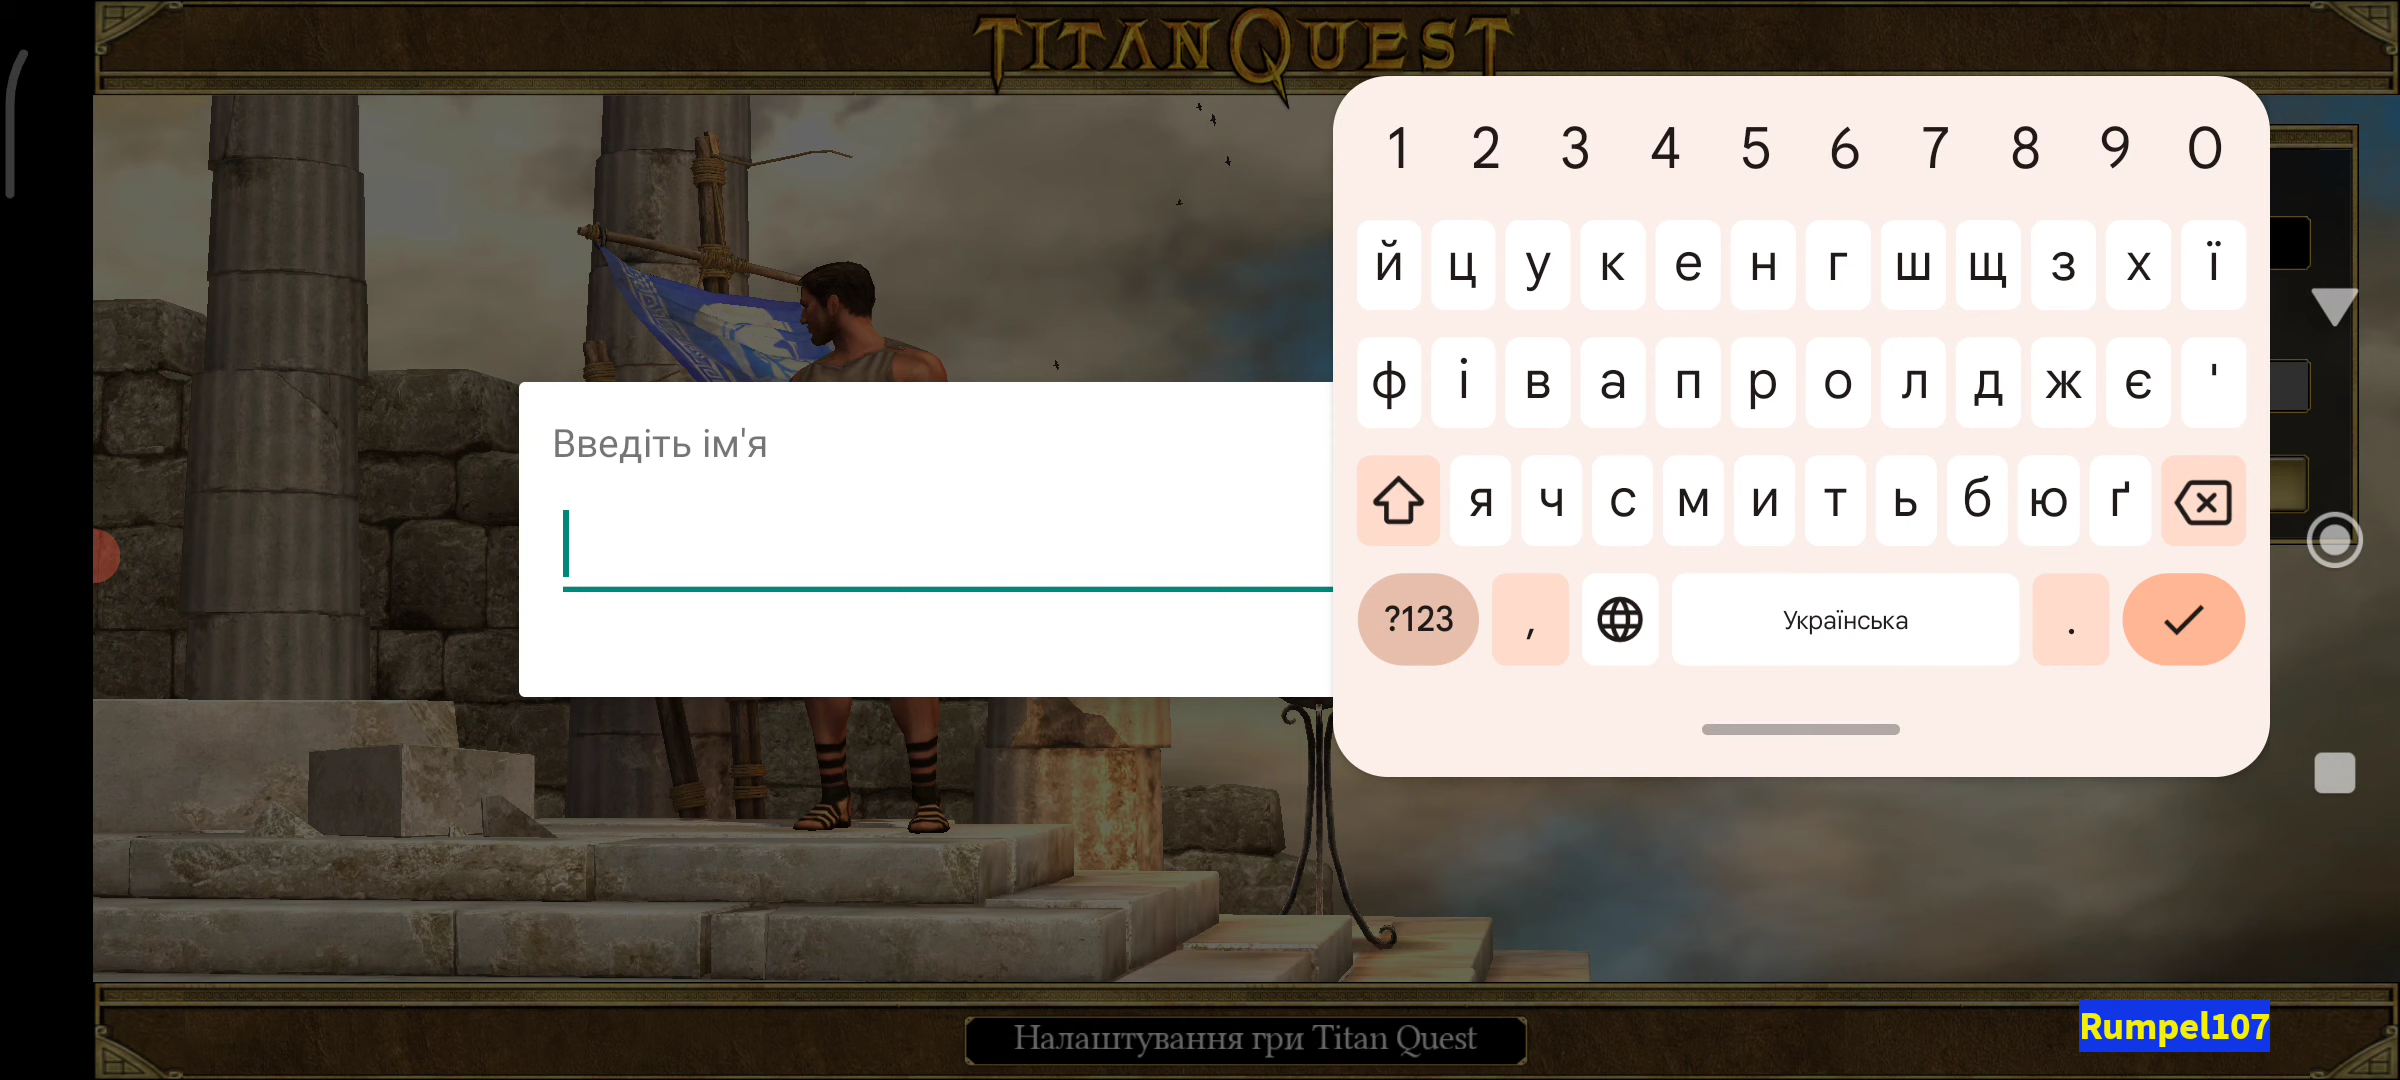 TITAN QUEST
Введіть ім'я
1 2 3 4 5 6 7 8 9 0
й ц у к е н г ш щ з х ї
ф і в а п р о л д ж є '
я ч с м и т ь б ю ґ
?123 , Українська .
Налаштування гри Titan Quest
Rumpel107